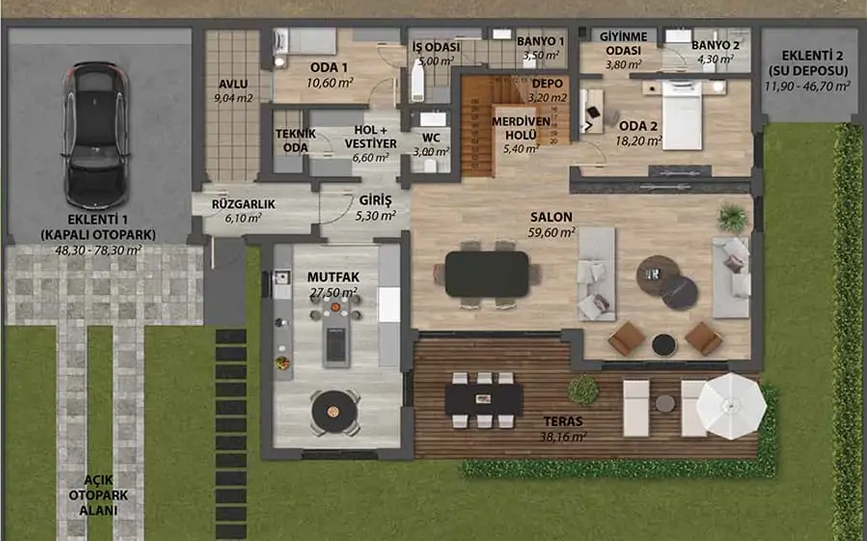 ODA 1
10,60 m²
İŞ ODASI
5,00 m²
BANYO 1
3,50 m²
GİYİNME
ODASI
3,80 m²
BANYO 2
4,30 m²
EKLENTİ 2
(SU DEPOSU)
11,90 - 46,70 m²
AVLU
9,04 m2
DEPO
3,20 m2
TEKNİK
ODA
HOL +
VESTİYER
6,60 m²
WC
3,00 m²
MERDİVEN
HOLÜ
5,40 m²
ODA 2
18,20 m²
RÜZGARLIK
6,10 m²
GİRİŞ
5,30 m²
EKLENTİ 1
(KAPALI OTOPARK)
48,30 - 78,30 m²
SALON
59,60 m²
MUTFAK
27,50 m²
TERAS
38,16 m²
AÇIK
OTOPARK
ALANI